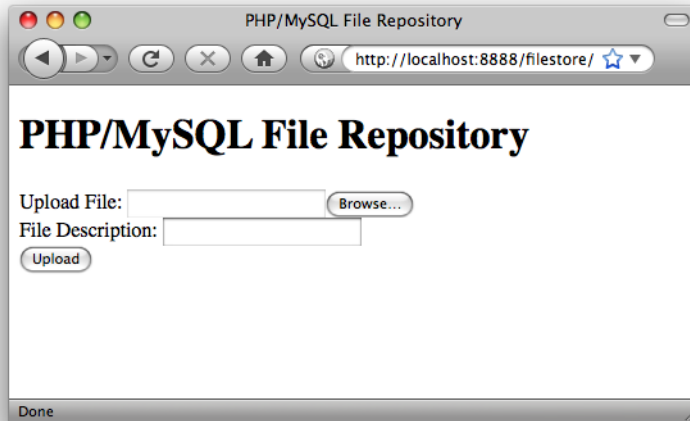 PHP/MySQL File Repository
http://localhost:8888/filestore/
PHP/MySQL File Repository
Upload File: Browse...
File Description:
Upload
Done